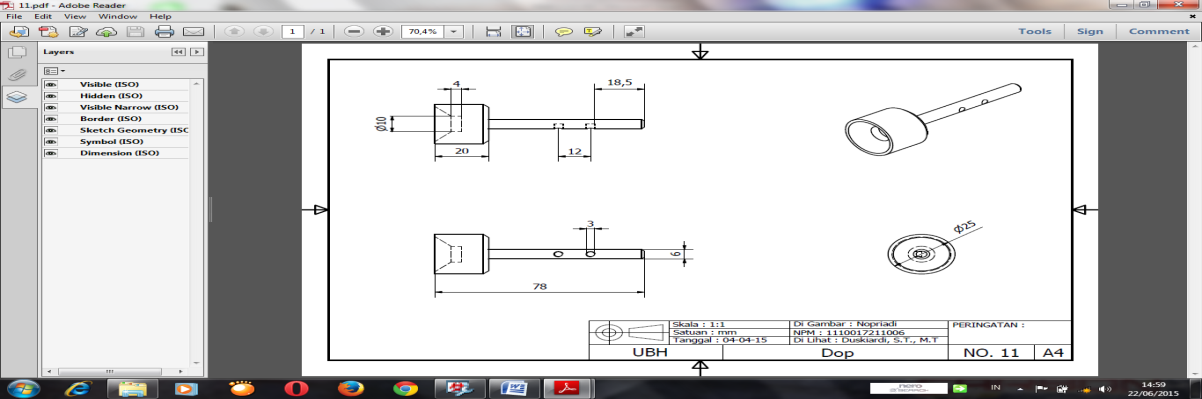 11.pdf - Adobe Reader
File Edit View Window Help
1 / 1 70,4% Tools Sign Comment
Layers
Visible (ISO)
Hidden (ISO)
Visible Narrow (ISO)
Border (ISO)
Sketch Geometry (ISC
Symbol (ISO)
Dimension (ISO)
4
18,5
Ø10
20
12
3
6
78
Ø25
Skala : 1:1
Satuan : mm
Tanggal : 04-04-15
Di Gambar : Nopriadi
NPM : 1110017211006
Di Lihat : Duskiardi, S.T., M.T
PERINGATAN :
UBH Dop NO. 11 A4
nero
IN
14:59
22/06/2015